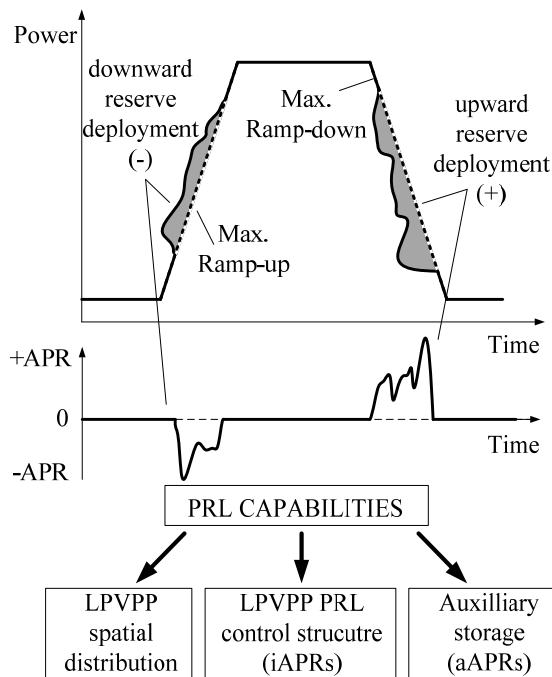 Power
downward
reserve
deployment
(-)
Max.
Ramp-down
upward
reserve
deployment
(+)
Max.
Ramp-up
Time
+APR
0
Time
-APR
PRL CAPABILITIES
LPVPP
spatial
distribution
LPVPP PRL
control strucutre
(iAPRs)
Auxilliary
storage
(aAPRs)